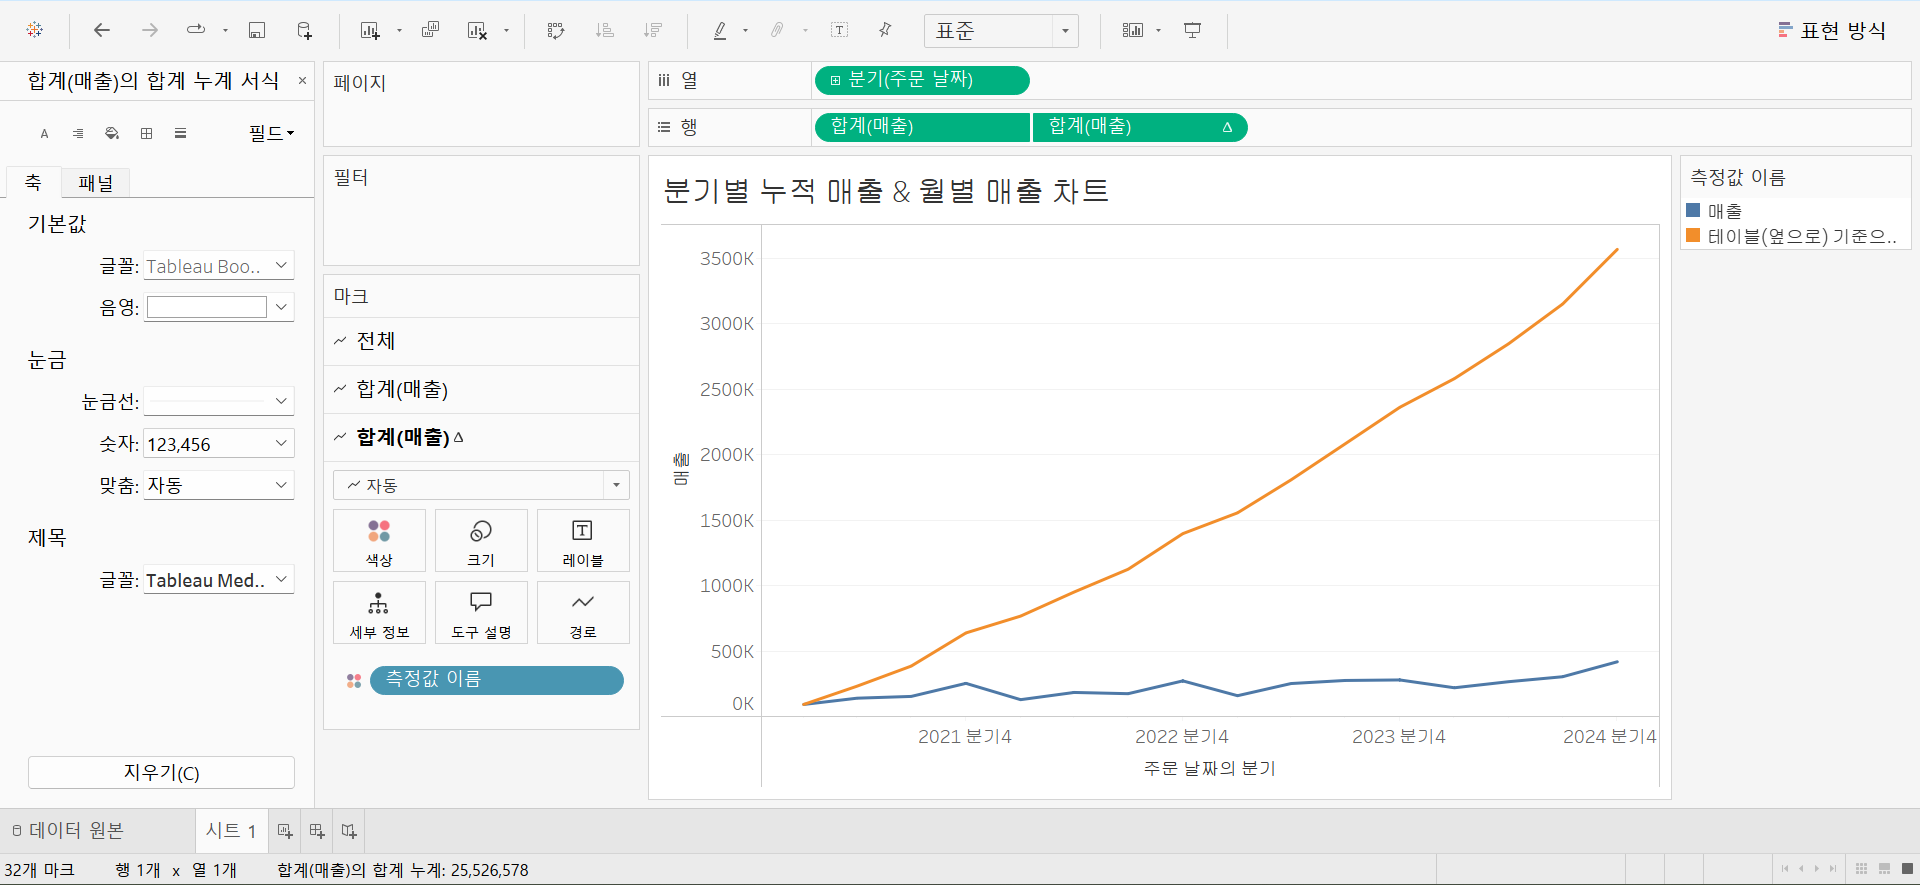 표준
표현 방식
합계(매출)의 합계 누계 서식
필드
축
패널
기본값
글꼴: Tableau Boo..
음영:
눈금
눈금선:
숫자: 123,456
맞춤: 자동
제목
글꼴: Tableau Med..
지우기(C)
페이지
필터
마크
전체
합계(매출)
합계(매출) Δ
자동
색상
크기
레이블
세부 정보
도구 설명
경로
측정값 이름
열
분기(주문 날짜)
행
합계(매출)
합계(매출) Δ
분기별 누적 매출 & 월별 매출 차트
3500K
3000K
2500K
2000K
1500K
1000K
500K
0K
매출
2021 분기4
2022 분기4
2023 분기4
2024 분기4
주문 날짜의 분기
측정값 이름
매출
테이블(옆으로) 기준으..
데이터 원본
시트 1
32개 마크
행 1개 x 열 1개
합계(매출)의 합계 누계: 25,526,578